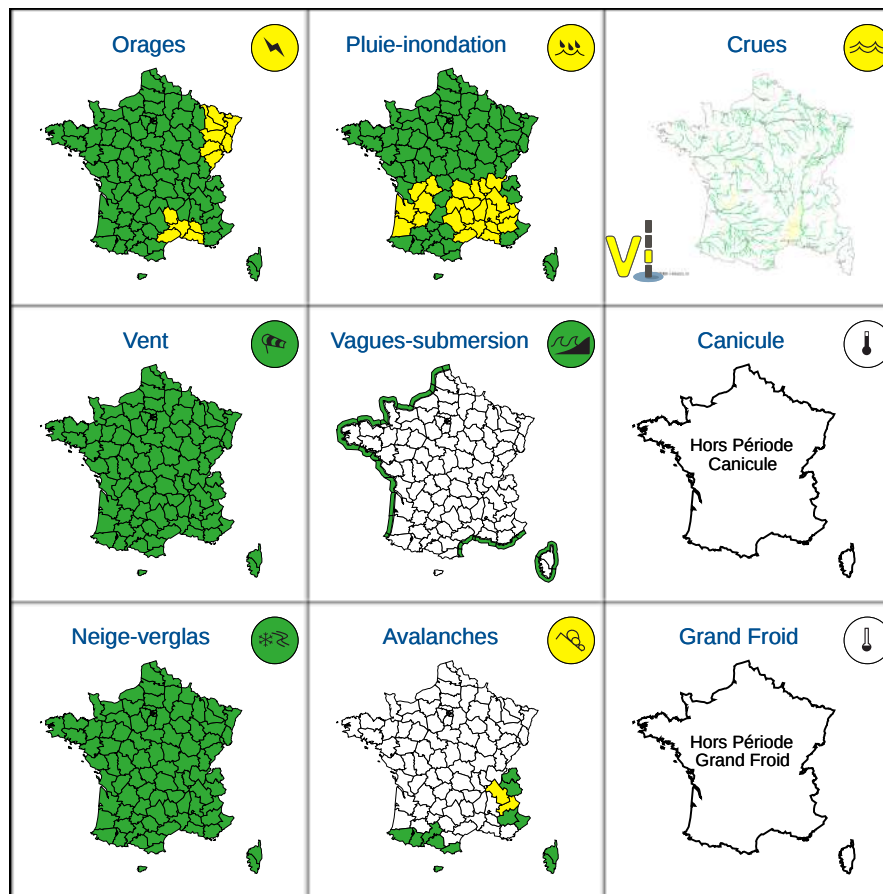 Orages
Pluie-inondation
Crues
Vi
Vent
Vagues-submersion
Canicule
Hors Période
Canicule
Neige-verglas
Avalanches
Grand Froid
Hors Période
Grand Froid